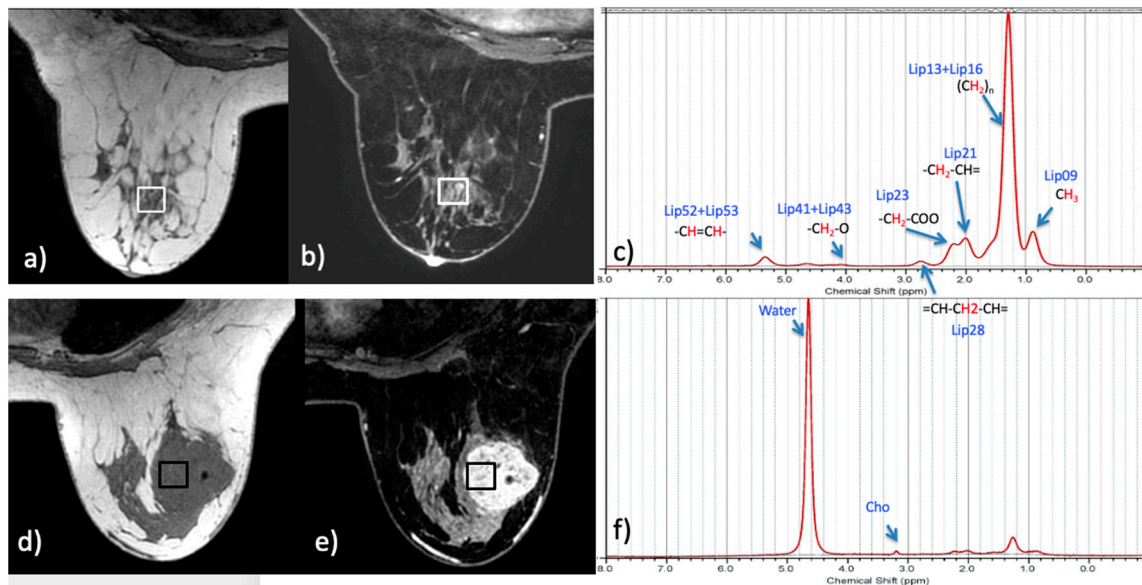 a)
b)
c)
Lip13+Lip16
(CH₂)ₙ
Lip21
-CH₂-CH=
Lip23
-CH₂-COO
Lip09
CH₃
Lip52+Lip53
-CH=CH-
Lip41+Lip43
-CH₂-O
8.0 7.0 6.0 5.0 4.0 3.0 2.0 1.0 0.0
Chemical Shift (ppm)
=CH-CH2-CH=
Lip28
d)
e)
f)
Water
Cho
8.0 7.0 6.0 5.0 4.0 3.0 2.0 1.0 0.0
Chemical Shift (ppm)